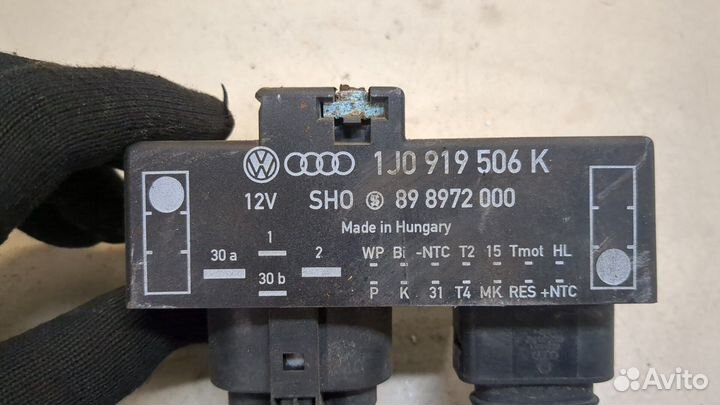 VW 1J0 919 506 K
12V SHO 89 8972 000
Made in Hungary
1
30 a 2
30 b
WP Bi -NTC T2 15 Tmot HL
P K 31 T4 MK RES +NTC
Avito